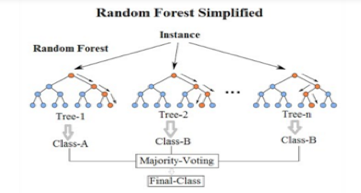 Random Forest Simplified
Instance
Random Forest
Tree-1 Tree-2 Tree-n
Class-A Class-B Class-B
Majority-Voting
Final-Class